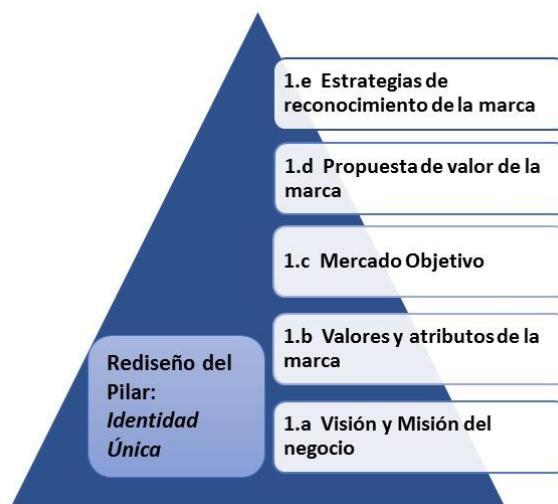 1.e Estrategias de
reconocimiento de la marca
1.d Propuesta de valor de la
marca
1.c Mercado Objetivo
1.b Valores y atributos de la
marca
1.a Visión y Misión del
negocio
Rediseño del
Pilar:
Identidad
Única